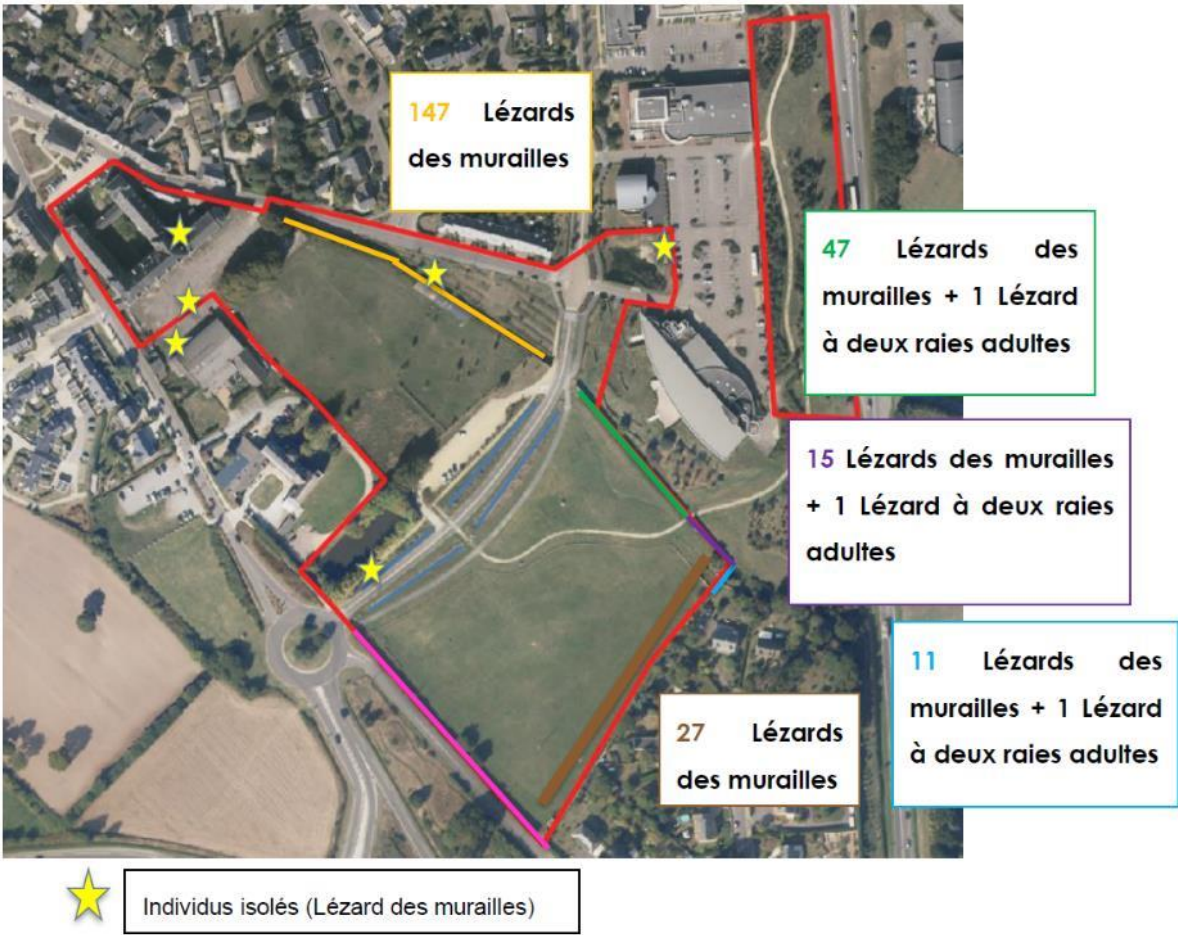 147 Lézards
des murailles
47 Lézards des
murailles + 1 Lézard
à deux raies adultes
15 Lézards des murailles
+ 1 Lézard à deux raies
adultes
11 Lézards des
murailles + 1 Lézard
à deux raies adultes
27 Lézards
des murailles
Individus isolés (Lézard des murailles)